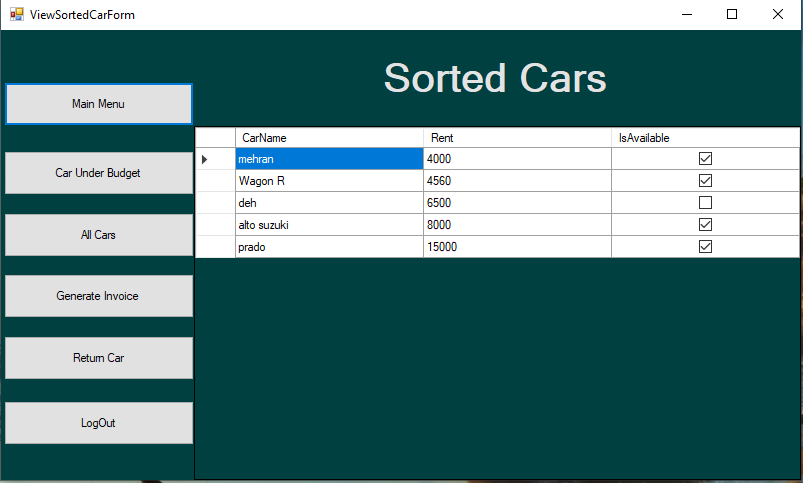 ViewSortedCarForm
Sorted Cars
Main Menu
Car Under Budget
All Cars
Generate Invoice
Return Car
LogOut
CarName Rent IsAvailable
mehran 4000
Wagon R 4560
deh 6500
alto suzuki 8000
prado 15000